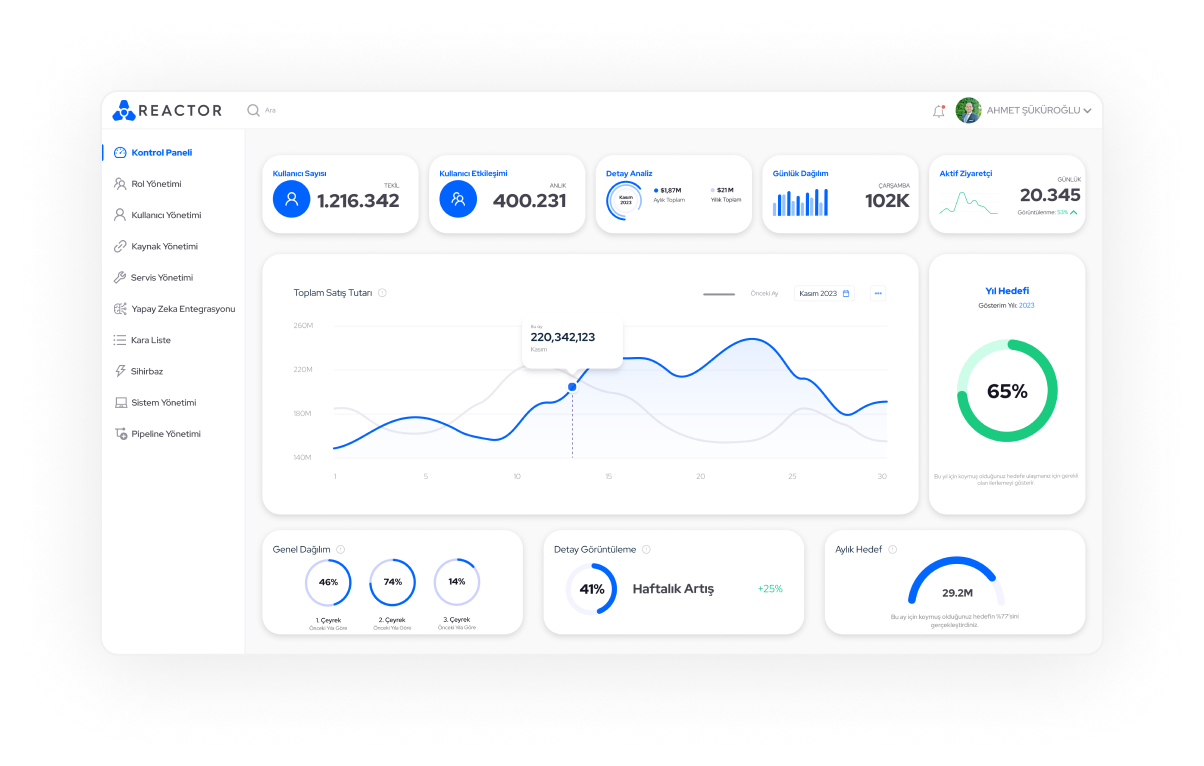 REACTOR
Ara
AHMET ŞÜKÜROĞLU
Kontrol Paneli
Rol Yönetimi
Kullanıcı Yönetimi
Kaynak Yönetimi
Servis Yönetimi
Yapay Zeka Entegrasyonu
Kara Liste
Sihirbaz
Sistem Yönetimi
Pipeline Yönetimi
Kullanıcı Sayısı
TEKİL
1.216.342
Kullanıcı Etkileşimi
ANLIK
400.231
Detay Analiz
Kasım
2023
$1,87M
Aylık Toplam
$21 M
Yıllık Toplam
Günlük Dağılım
ÇARŞAMBA
102K
Aktif Ziyaretçi
GÜNLÜK
20.345
Görüntülenme: 53%
Toplam Satış Tutarı
Önceki Ay
Kasım 2023
260M
220M
180M
140M
Bu ay
220,342,123
Kasım
1
5
10
15
20
25
30
Yıl Hedefi
Gösterim Yılı: 2023
65%
Bu yıl için koymuş olduğunuz hedefe ulaşmanız için gerekli
olan ilerlemeyi gösterir.
Genel Dağılım
46%
74%
14%
1. Çeyrek
2. Çeyrek
3. Çeyrek
Önceki Yıla Göre
Önceki Yıla Göre
Önceki Yıla Göre
Detay Görüntüleme
41%
Haftalık Artış
+25%
Aylık Hedef
29.2M
Bu ay için koymuş olduğunuz hedefin %77'sini
gerçekleştirdiniz.